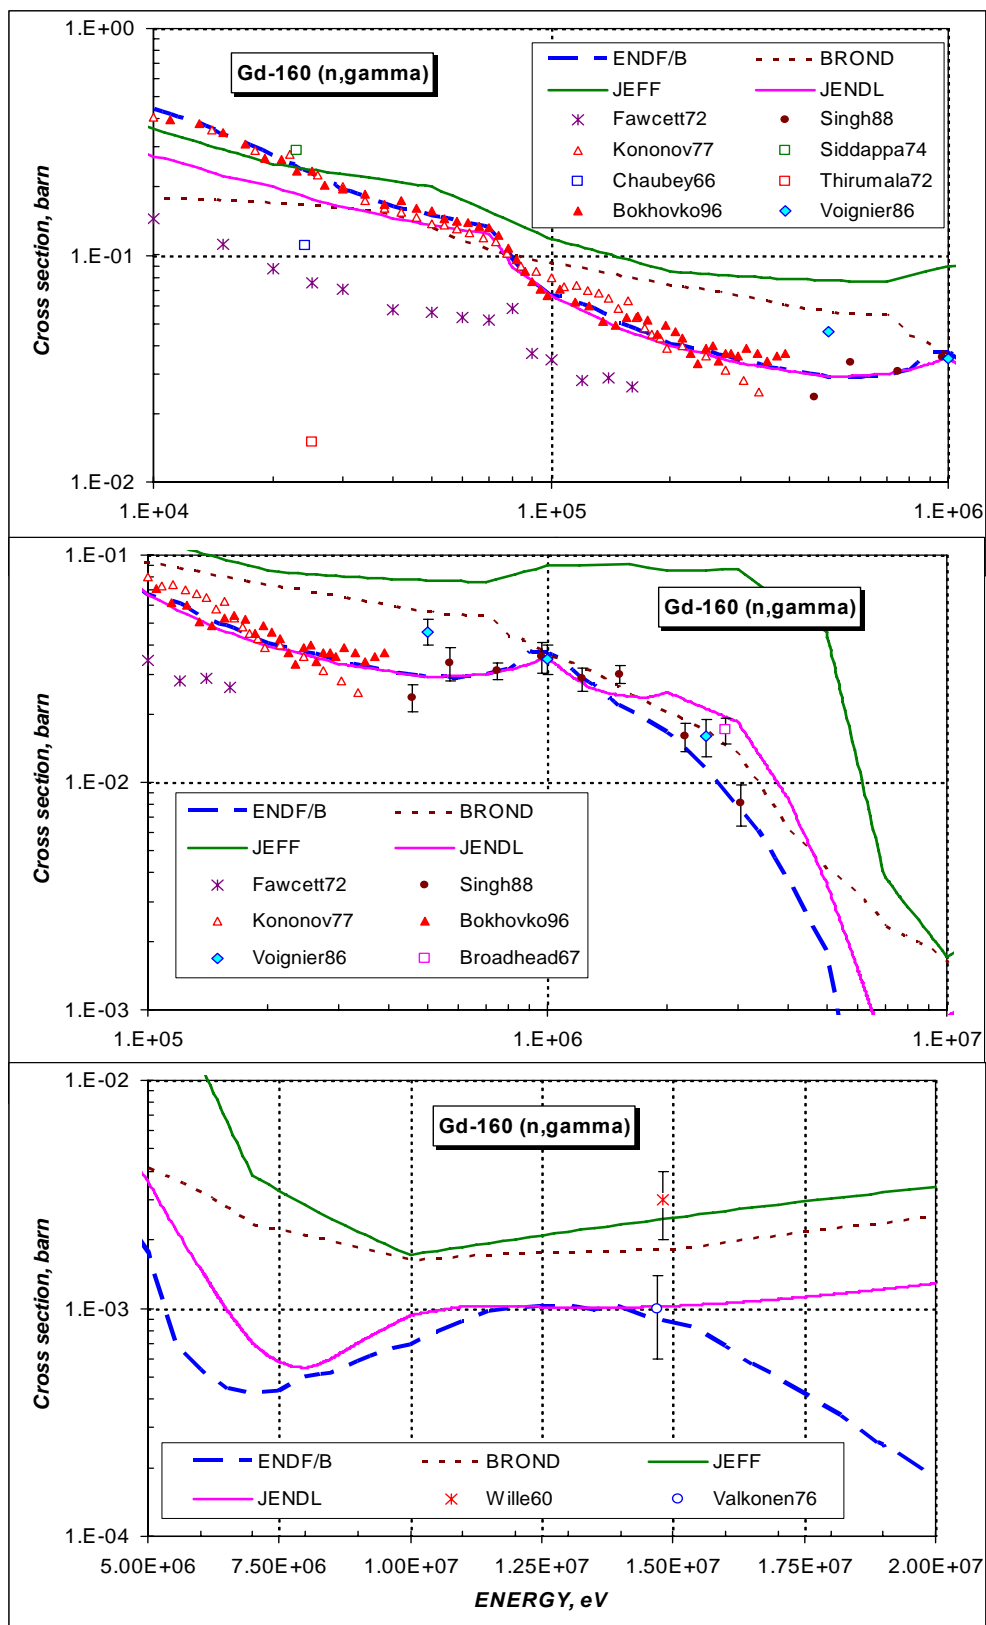 1.E+00
Gd-160 (n,gamma)
ENDF/B BROND
JEFF JENDL
Fawcett72 Singh88
Kononov77 Siddappa74
Chaubey66 Thirumala72
Bokhovko96 Voignier86
1.E-01
Cross section, barn
1.E-02
1.E+04 1.E+05 1.E+06
1.E-01
Gd-160 (n,gamma)
1.E-02
Cross section, barn
ENDF/B BROND
JEFF JENDL
Fawcett72 Singh88
Kononov77 Bokhovko96
Voignier86 Broadhead67
1.E-03
1.E+05 1.E+06 1.E+07
1.E-02
Gd-160 (n,gamma)
1.E-03
Cross section, barn
ENDF/B BROND JEFF
JENDL Wille60 Valkonen76
1.E-04
5.00E+06 7.50E+06 1.00E+07 1.25E+07 1.50E+07 1.75E+07 2.00E+07
ENERGY, eV